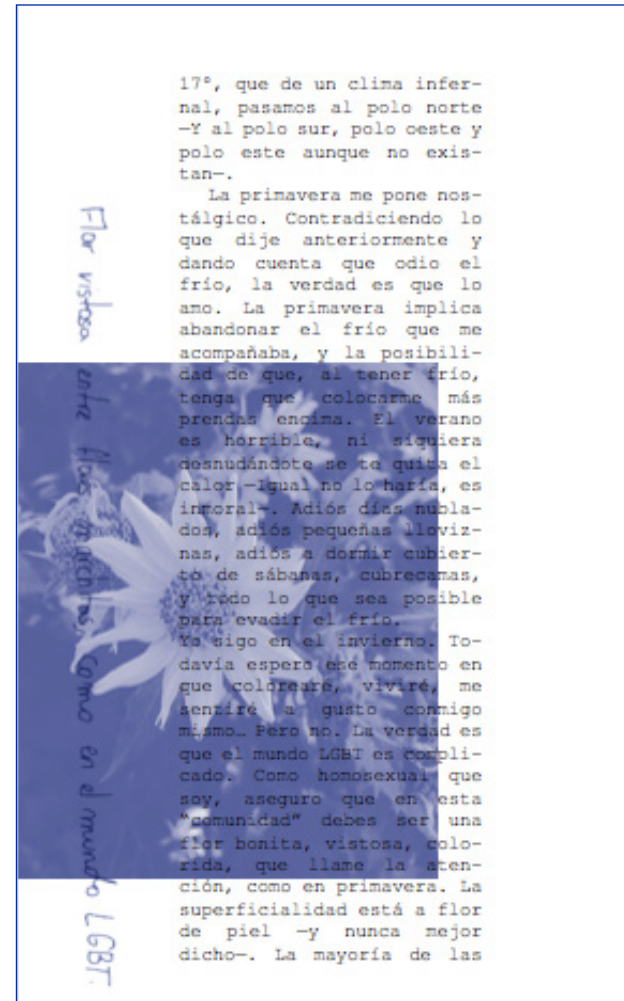 17°, que de un clima infer-
nal, pasamos al polo norte
—Y al polo sur, polo oeste y
polo este aunque no exis-
tan—.
La primavera me pone nos-
tálgico. Contradiciendo lo
que dije anteriormente y
dando cuenta que odio el
frío, la verdad es que lo
amo. La primavera implica
abandonar el frío que me
acompañaba, y la posibili-
dad de que, al tener frío,
tenga que colocarme más
prendas encima. El verano
es horrible, ni siquiera
desnudándote se te quita el
calor —Igual no lo haría, es
inmoral—. Adiós días nubla-
dos, adiós pequeñas lloviz-
nas, adiós a dormir cubier-
to de sábanas, cubrecamas,
y todo lo que sea posible
para evadir el frío.
Yo sigo en el invierno. To-
davía espero ese momento en
que colorearé, viviré, me
sentiré a gusto conmigo
mismo… Pero no. La verdad es
que el mundo LGBT es compli-
cado. Como homosexual que
soy, aseguro que en esta
"comunidad" debes ser una
flor bonita, vistosa, colo-
rida, que llame la aten-
ción, como en primavera. La
superficialidad está a flor
de piel —y nunca mejor
dicho—. La mayoría de las
Flor vistosa entre flores muertas. Como en el mundo LGBT.